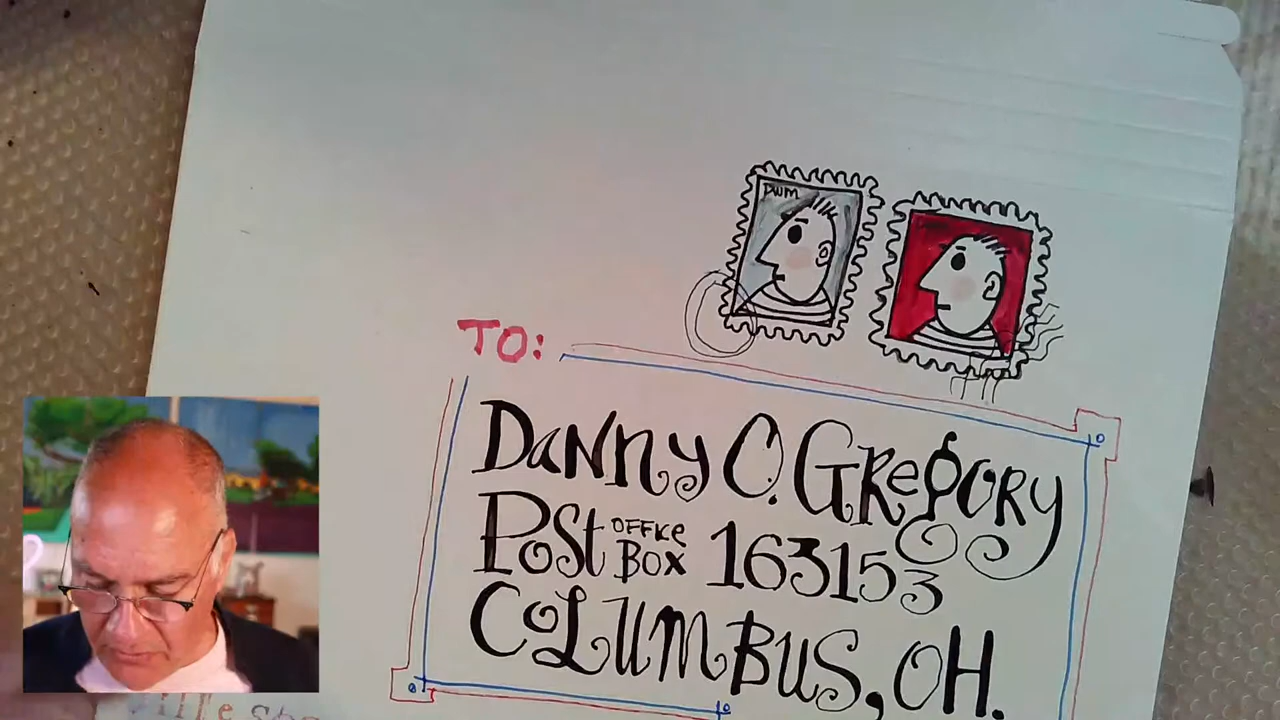 DWM
TO:
Danny O. Gregory
Post OFFICE BOX 163153
COLUMBUS, OH.